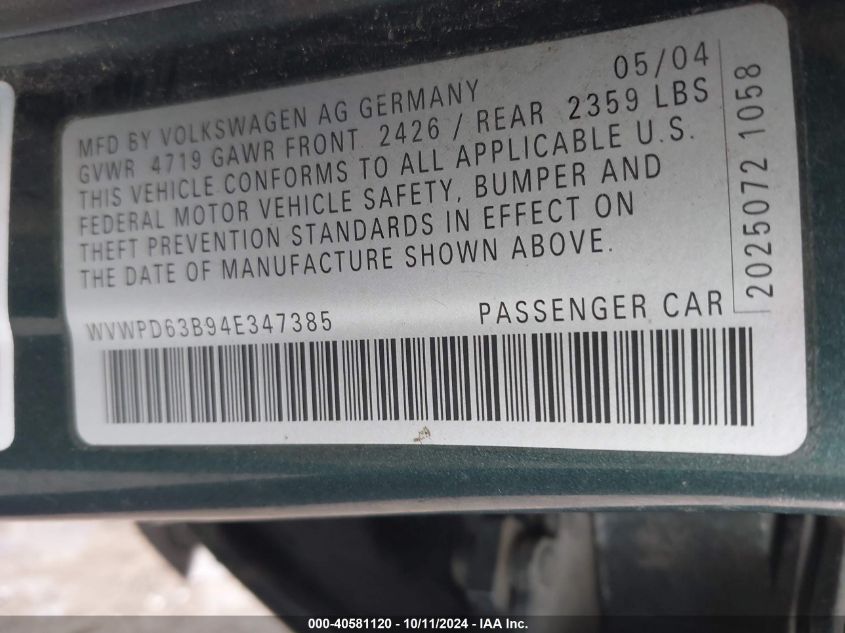 05/04
MFD BY VOLKSWAGEN AG GERMANY
GVWR 4719 GAWR FRONT. 2426 / REAR 2359 LBS
THIS VEHICLE CONFORMS TO ALL APPLICABLE U.S.
FEDERAL MOTOR VEHICLE SAFETY, BUMPER AND
THEFT PREVENTION STANDARDS IN EFFECT ON
THE DATE OF MANUFACTURE SHOWN ABOVE.
WVWPD63B94E347385 PASSENGER CAR
2025072 1058
000-40581120 - 10/11/2024 - IAA Inc.